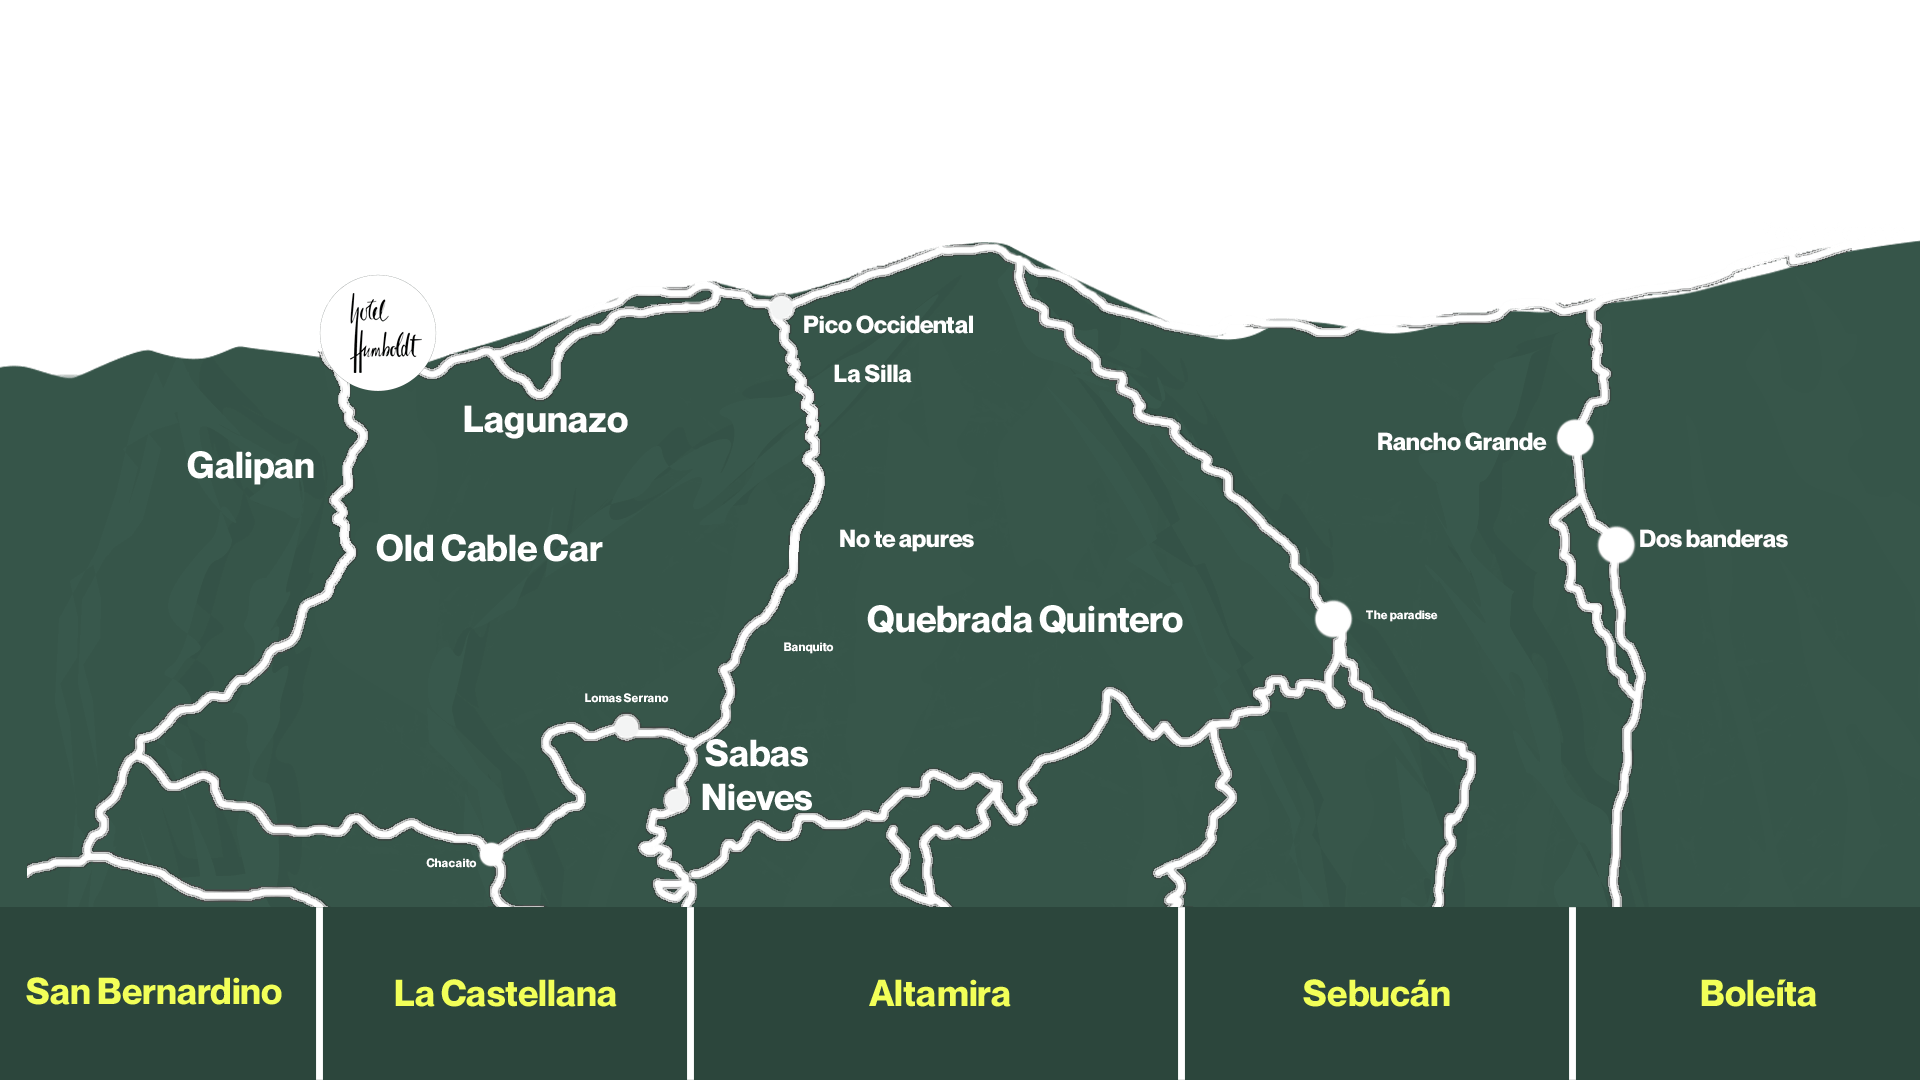 hotel
Humboldt
Pico Occidental
La Silla
Lagunazo
Galipan
Rancho Grande
Old Cable Car
No te apures
Dos banderas
Quebrada Quintero
The paradise
Banquito
Lomas Serrano
Sabas
Nieves
Chacaito
San Bernardino
La Castellana
Altamira
Sebucán
Boleíta